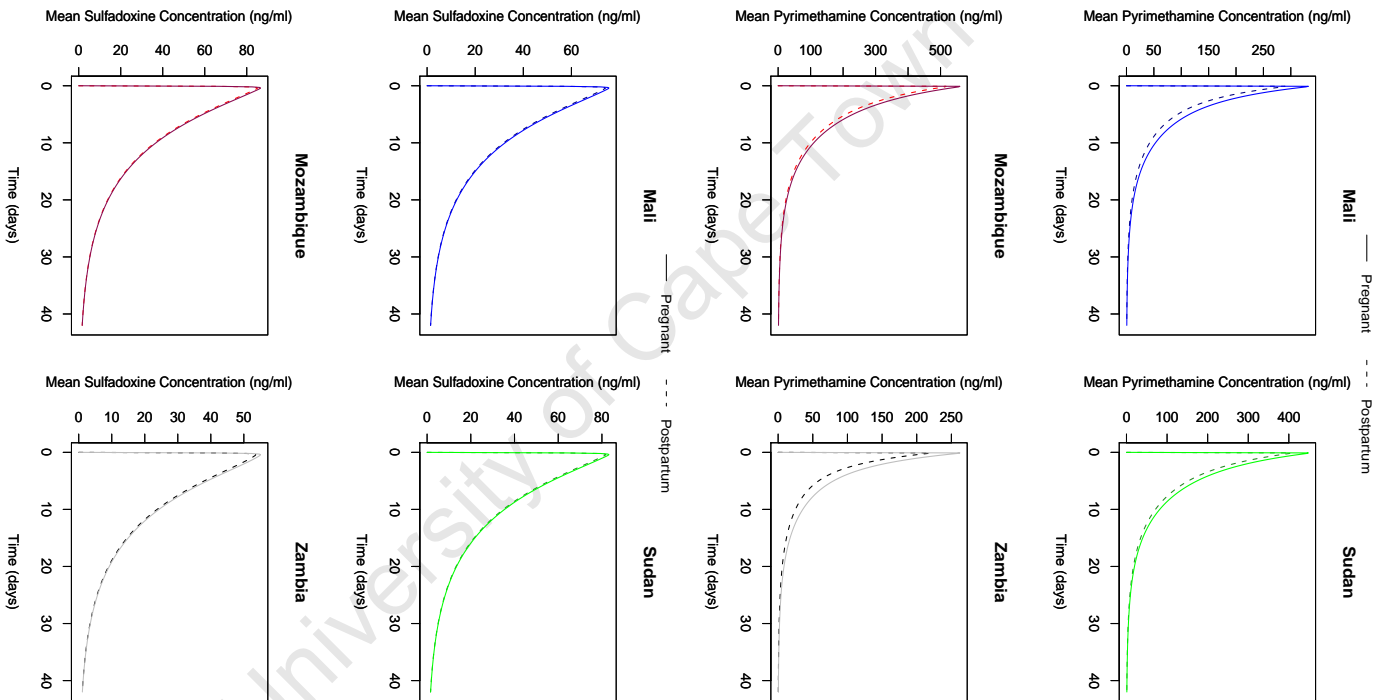 Mean Sulfadoxine Concentration (ng/ml)
0 20 40 60 80
0 10 20 30 40
Time (days)
Mozambique
Mean Sulfadoxine Concentration (ng/ml)
0 20 40 60
0 10 20 30 40
Time (days)
Mali
Pregnant Postpartum
Mean Pyrimethamine Concentration (ng/ml)
0 100 300 500
0 10 20 30 40
Time (days)
Mozambique
Mean Pyrimethamine Concentration (ng/ml)
0 50 150 250
0 10 20 30 40
Time (days)
Mali
Pregnant Postpartum
Mean Sulfadoxine Concentration (ng/ml)
0 10 20 30 40 50
0 10 20 30 40
Time (days)
Zambia
Mean Sulfadoxine Concentration (ng/ml)
0 20 40 60 80
0 10 20 30 40
Time (days)
Sudan
Mean Pyrimethamine Concentration (ng/ml)
0 50 100 150 200 250
0 10 20 30 40
Time (days)
Zambia
Mean Pyrimethamine Concentration (ng/ml)
0 100 200 300 400
0 10 20 30 40
Time (days)
Sudan
University of Cape Town